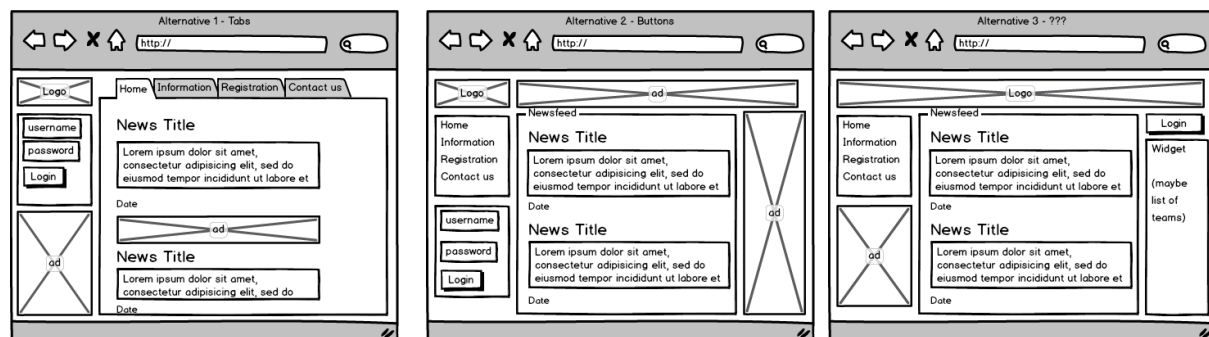 Alternative 1 - Tabs
http://
Logo
Home Information Registration Contact us
username
password
Login
ad
News Title
Lorem ipsum dolor sit amet,
consectetur adipisicing elit, sed do
eiusmod tempor incididunt ut labore et
Date
ad
News Title
Lorem ipsum dolor sit amet,
consectetur adipisicing elit, sed do
Date
Alternative 2 - Buttons
http://
Logo
ad
Home
Information
Registration
Contact us
username
password
Login
Newsfeed
News Title
Lorem ipsum dolor sit amet,
consectetur adipisicing elit, sed do
eiusmod tempor incididunt ut labore et
Date
News Title
Lorem ipsum dolor sit amet,
consectetur adipisicing elit, sed do
eiusmod tempor incididunt ut labore et
Date
ad
Alternative 3 - ???
http://
Logo
Home
Information
Registration
Contact us
ad
Newsfeed
News Title
Lorem ipsum dolor sit amet,
consectetur adipisicing elit, sed do
eiusmod tempor incididunt ut labore et
Date
News Title
Lorem ipsum dolor sit amet,
consectetur adipisicing elit, sed do
eiusmod tempor incididunt ut labore et
Date
Login
Widget
(maybe
list of
teams)